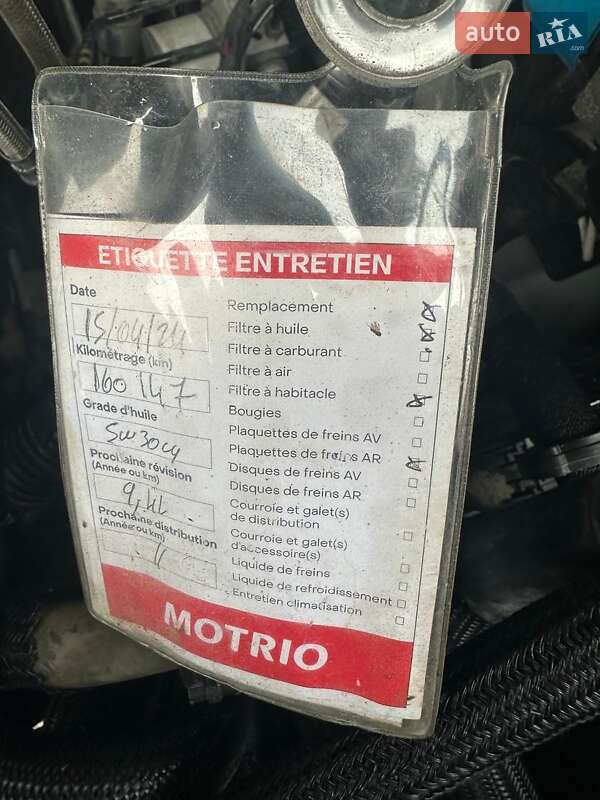 auto RIA.com
ETIQUETTE ENTRETIEN
Date
15/04/24
Kilométrage (km)
160 147
Grade d'huile
5w30 C4
Prochaine révision
(Année ou km)
Prochaine distribution
(Année ou km)
Remplacement
Filtre à huile
Filtre à carburant
Filtre à air
Filtre à habitacle
Bougies
Plaquettes de freins AV
Plaquettes de freins AR
Disques de freins AV
Disques de freins AR
Courroie et galet(s)
de distribution
Courroie et galet(s)
d'accessoire(s)
Liquide de freins
Liquide de refroidissement
Entretien climatisation
MOTRIO